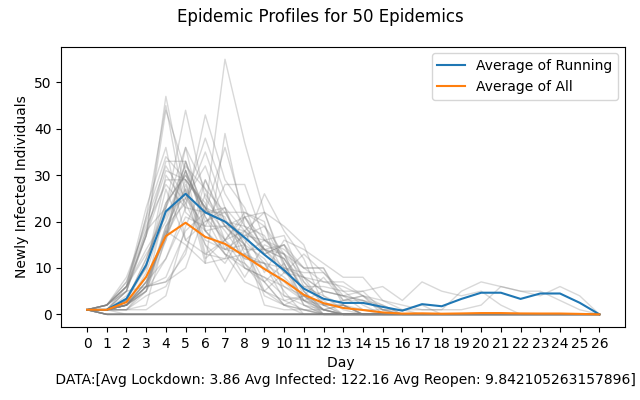 Epidemic Profiles for 50 Epidemics
Newly Infected Individuals
50
40
30
20
10
0
Average of Running
Average of All
0 1 2 3 4 5 6 7 8 9 10 11 12 13 14 15 16 17 18 19 20 21 22 23 24 25 26
Day
DATA:[Avg Lockdown: 3.86 Avg Infected: 122.16 Avg Reopen: 9.842105263157896]